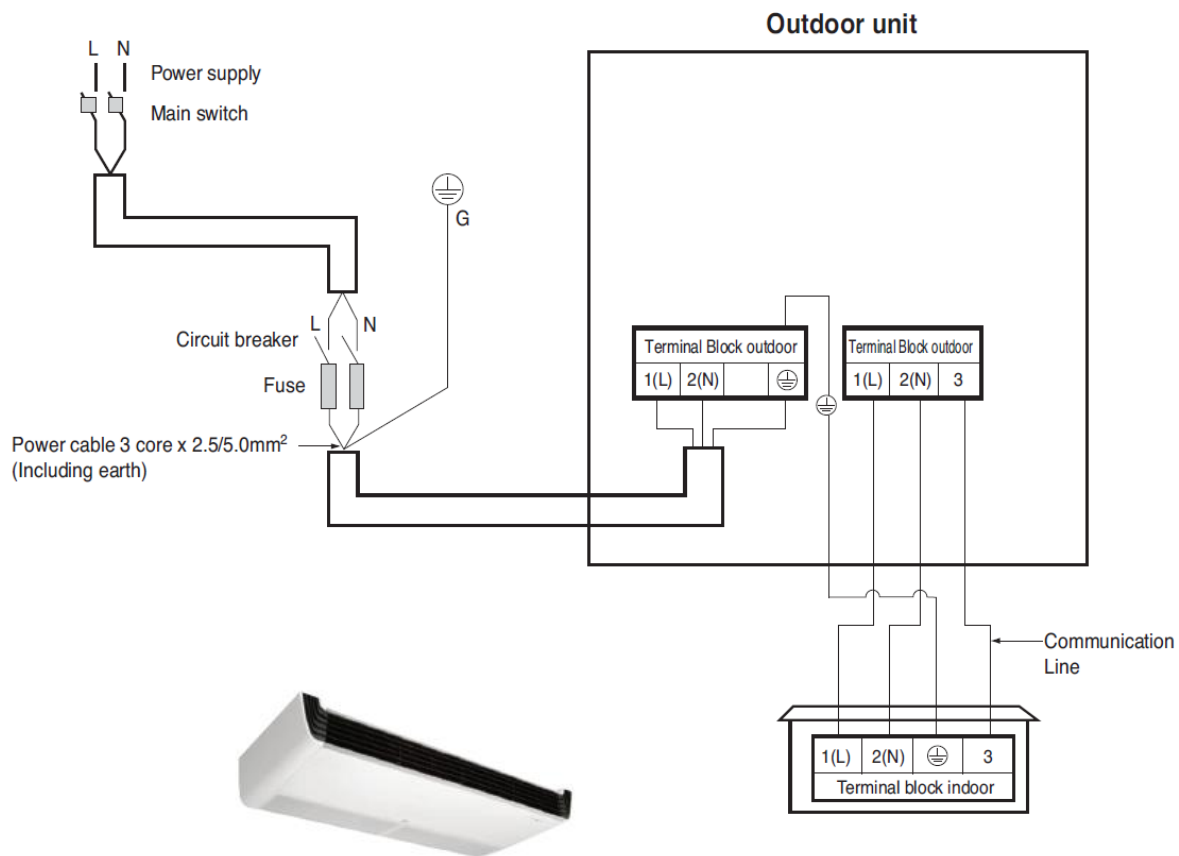 Outdoor unit
L N
Power supply
Main switch
G
L N
Circuit breaker
Fuse
Power cable 3 core x 2.5/5.0mm²
(Including earth)
Terminal Block outdoor
1(L) 2(N)
Terminal Block outdoor
1(L) 2(N) 3
Communication
Line
1(L) 2(N) 3
Terminal block indoor